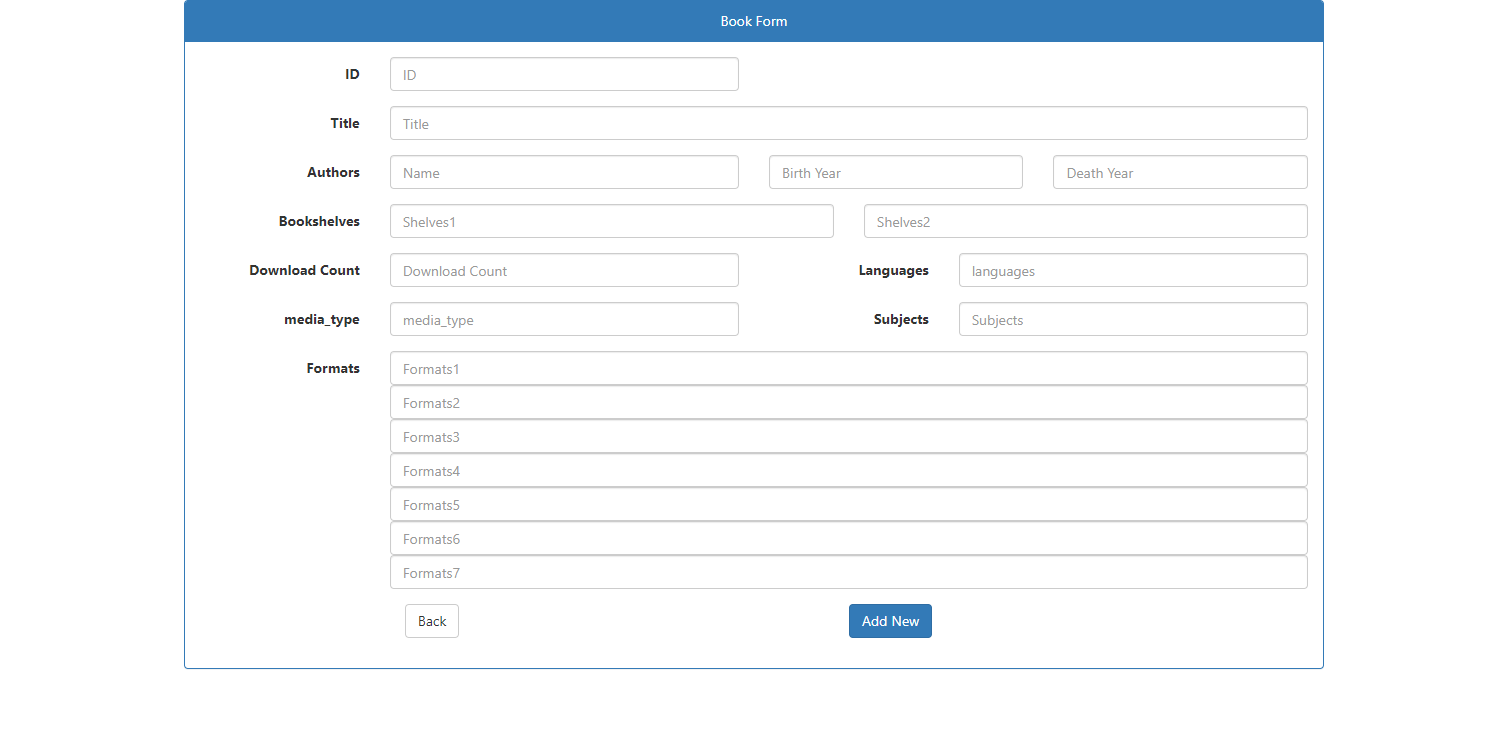 Book Form
ID ID
Title Title
Authors Name Birth Year Death Year
Bookshelves Shelves1 Shelves2
Download Count Download Count Languages languages
media_type media_type Subjects Subjects
Formats Formats1
Formats2
Formats3
Formats4
Formats5
Formats6
Formats7
Back Add New